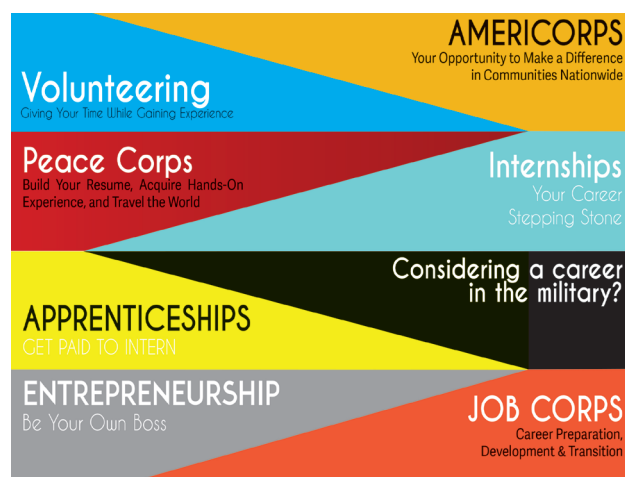 AMERICORPS
Your Opportunity to Make a Difference
in Communities Nationwide
Volunteering
Giving Your Time While Gaining Experience
Peace Corps
Build Your Resume, Acquire Hands-On
Experience, and Travel the World
Internships
Your Career
Stepping Stone
Considering a career
in the military?
APPRENTICESHIPS
GET PAID TO INTERN
ENTREPRENEURSHIP
Be Your Own Boss
JOB CORPS
Career Preparation,
Development & Transition